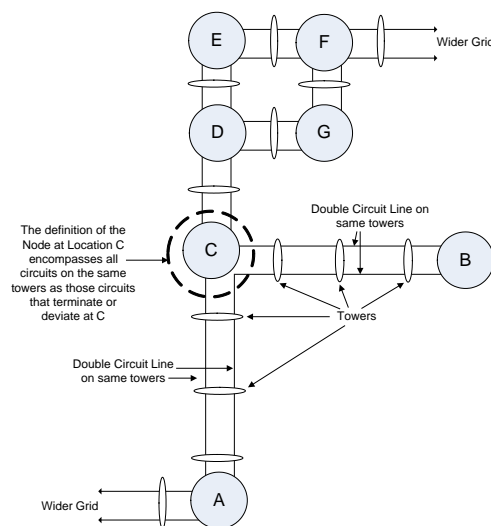 E
F
Wider Grid
D
G
The definition of the
Node at Location C
encompasses all
circuits on the same
towers as those circuits
that terminate or
deviate at C
C
Double Circuit Line on
same towers
B
Towers
Double Circuit Line
on same towers
Wider Grid
A